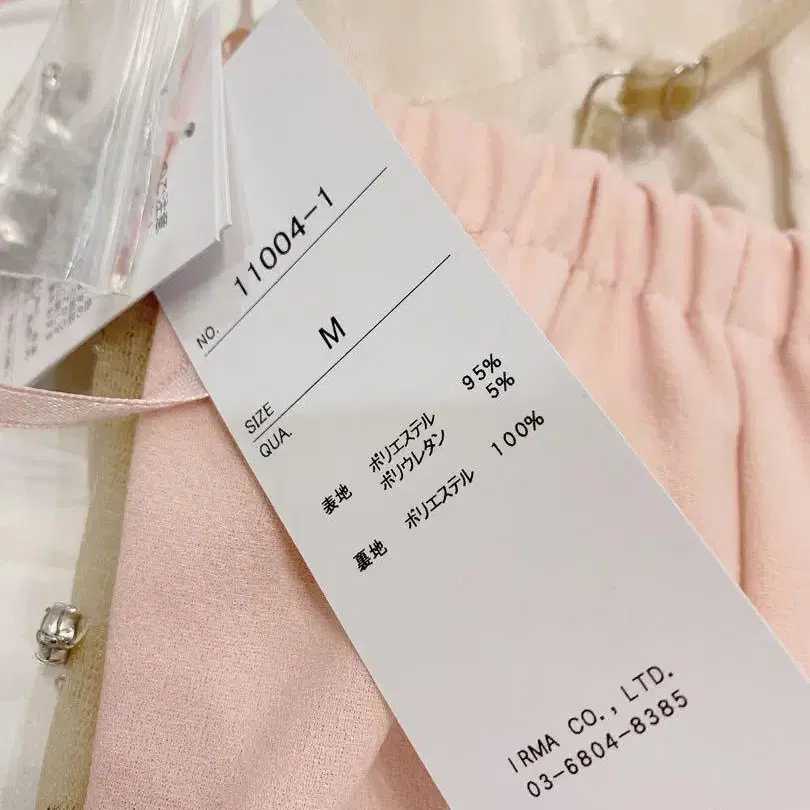 NO. 11004-1
SIZE M
QUA.
表地 ポリエステル 95%
ポリウレタン 5%
裏地 ポリエステル 100%
IRMA CO.,LTD.
03-6804-8385